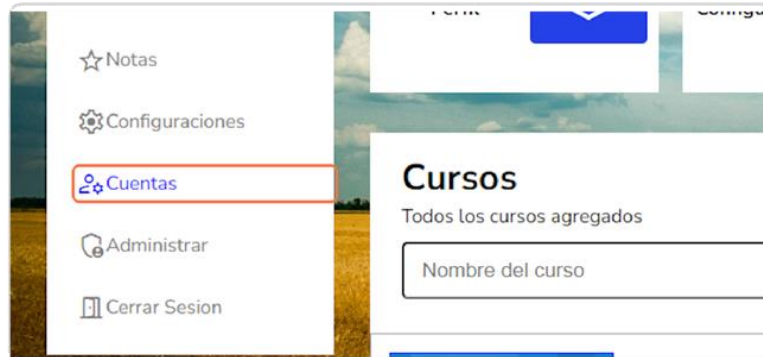 Notas
Configuraciones
Cuentas
Administrar
Cerrar Sesion
Cursos
Todos los cursos agregados
Nombre del curso